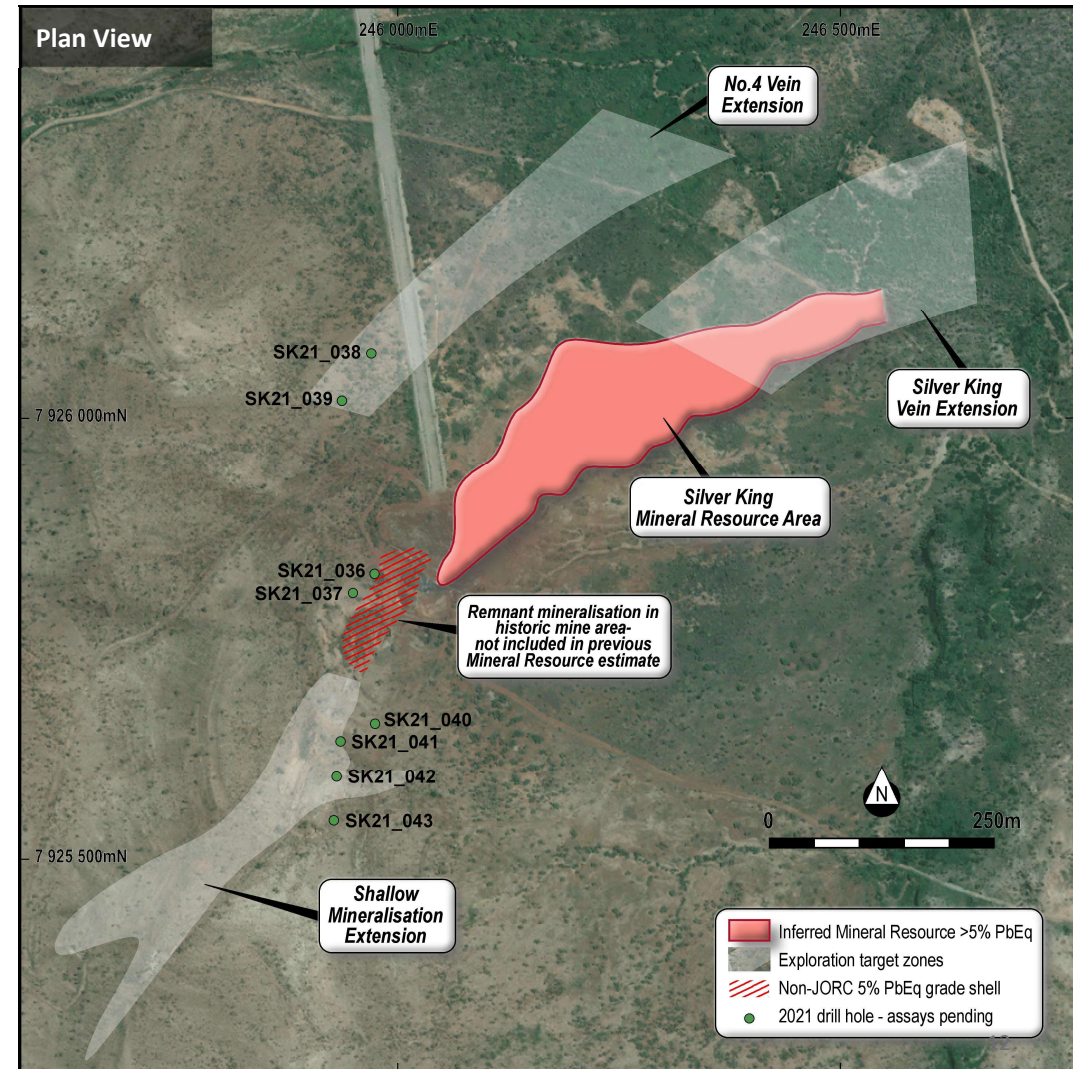 Plan View
246 000mE
246 500mE
No.4 Vein
Extension
SK21_038
SK21_039
7 926 000mN
Silver King
Vein Extension
Silver King
Mineral Resource Area
SK21_036
SK21_037
Remnant mineralisation in
historic mine area-
not included in previous
Mineral Resource estimate
SK21_040
SK21_041
SK21_042
SK21_043
N
0
250m
7 925 500mN
Shallow
Mineralisation
Extension
Inferred Mineral Resource >5% PbEq
Exploration target zones
Non-JORC 5% PbEq grade shell
2021 drill hole - assays pending
12